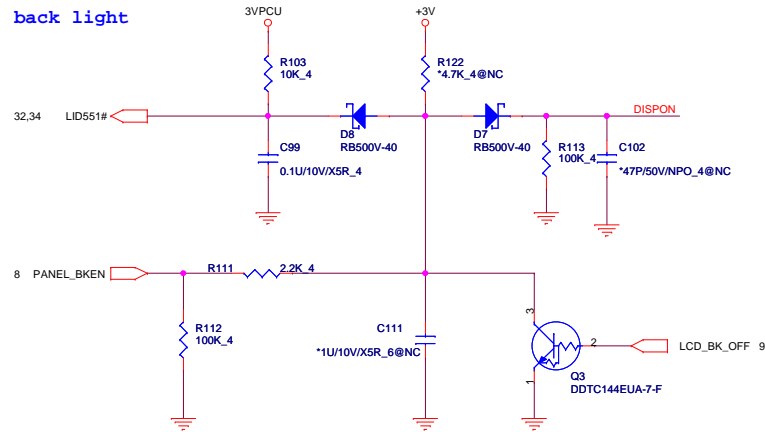 back light
3VPCU
+3V
R103
10K_4
R122
*4.7K_4@NC
32,34 LID551#
DISPON
D8
RB500V-40
D7
RB500V-40
C99
0.1U/10V/X5R_4
R113
100K_4
C102
*47P/50V/NPO_4@NC
8 PANEL_BKEN
R111 2.2K_4
R112
100K_4
C111
*1U/10V/X5R_6@NC
3
2
1
LCD_BK_OFF 9
Q3
DDTC144EUA-7-F